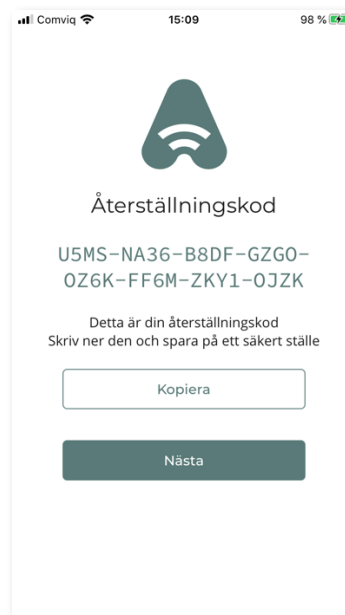 Comviq 15:09 98 %
Återställningskod
U5MS-NA36-B8DF-GZGO-
OZ6K-FF6M-ZKY1-OJZK
Detta är din återställningskod
Skriv ner den och spara på ett säkert ställe
Kopiera
Nästa